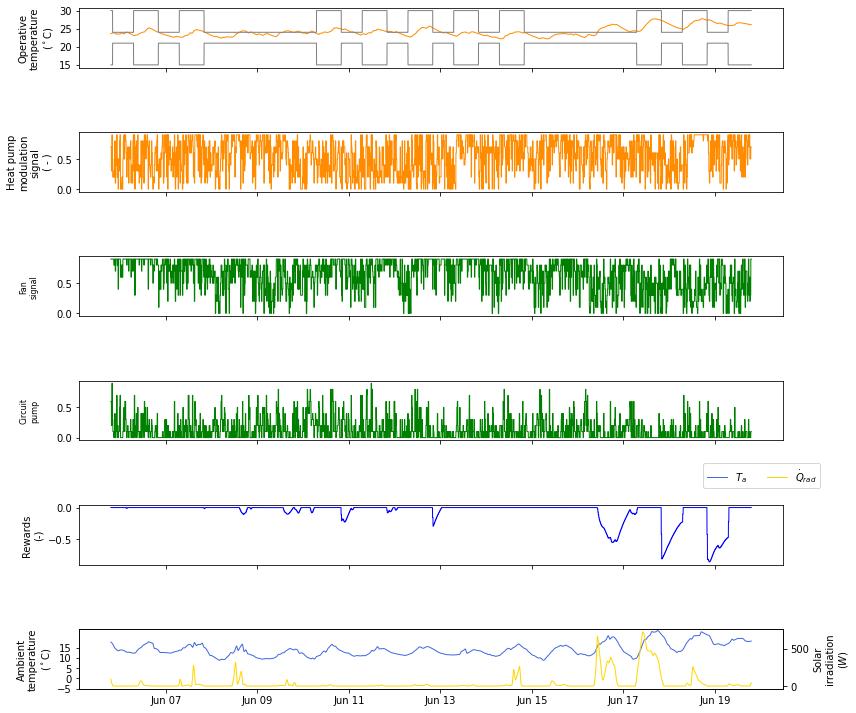 Operative
temperature
(°C)
30
25
20
15
Heat pump
modulation
signal
( - )
0.5
0.0
Fan
signal
0.5
0.0
Circuit
pump
0.5
0.0
T_a Q̇_rad
Rewards
(-)
0.0
−0.5
Ambient
temperature
(°C)
15
10
5
0
−5
500
0
Solar
irradiation
(W)
Jun 07 Jun 09 Jun 11 Jun 13 Jun 15 Jun 17 Jun 19